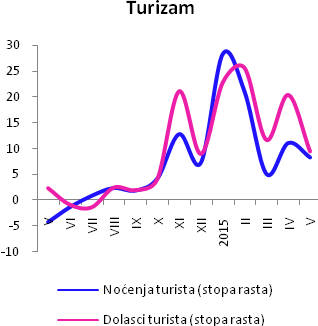 Turizam
30
25
20
15
10
5
0
-5
-10
V
VI
VII
VIII
IX
X
XI
XII
2015
II
III
IV
V
Noćenja turista (stopa rasta)
Dolasci turista (stopa rasta)